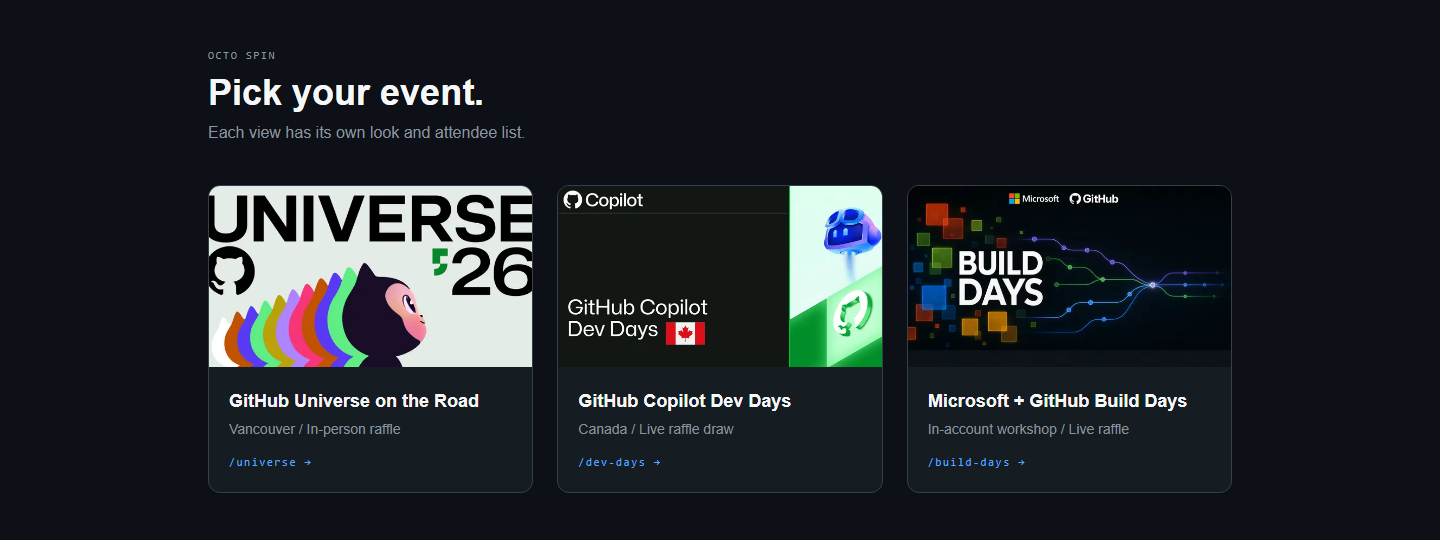 OCTO SPIN
Pick your event.
Each view has its own look and attendee list.
UNIVERSE
'26
GitHub Universe on the Road
Vancouver / In-person raffle
/universe →
Copilot
GitHub Copilot
Dev Days
GitHub Copilot Dev Days
Canada / Live raffle draw
/dev-days →
Microsoft GitHub
BUILD
DAYS
Microsoft + GitHub Build Days
In-account workshop / Live raffle
/build-days →